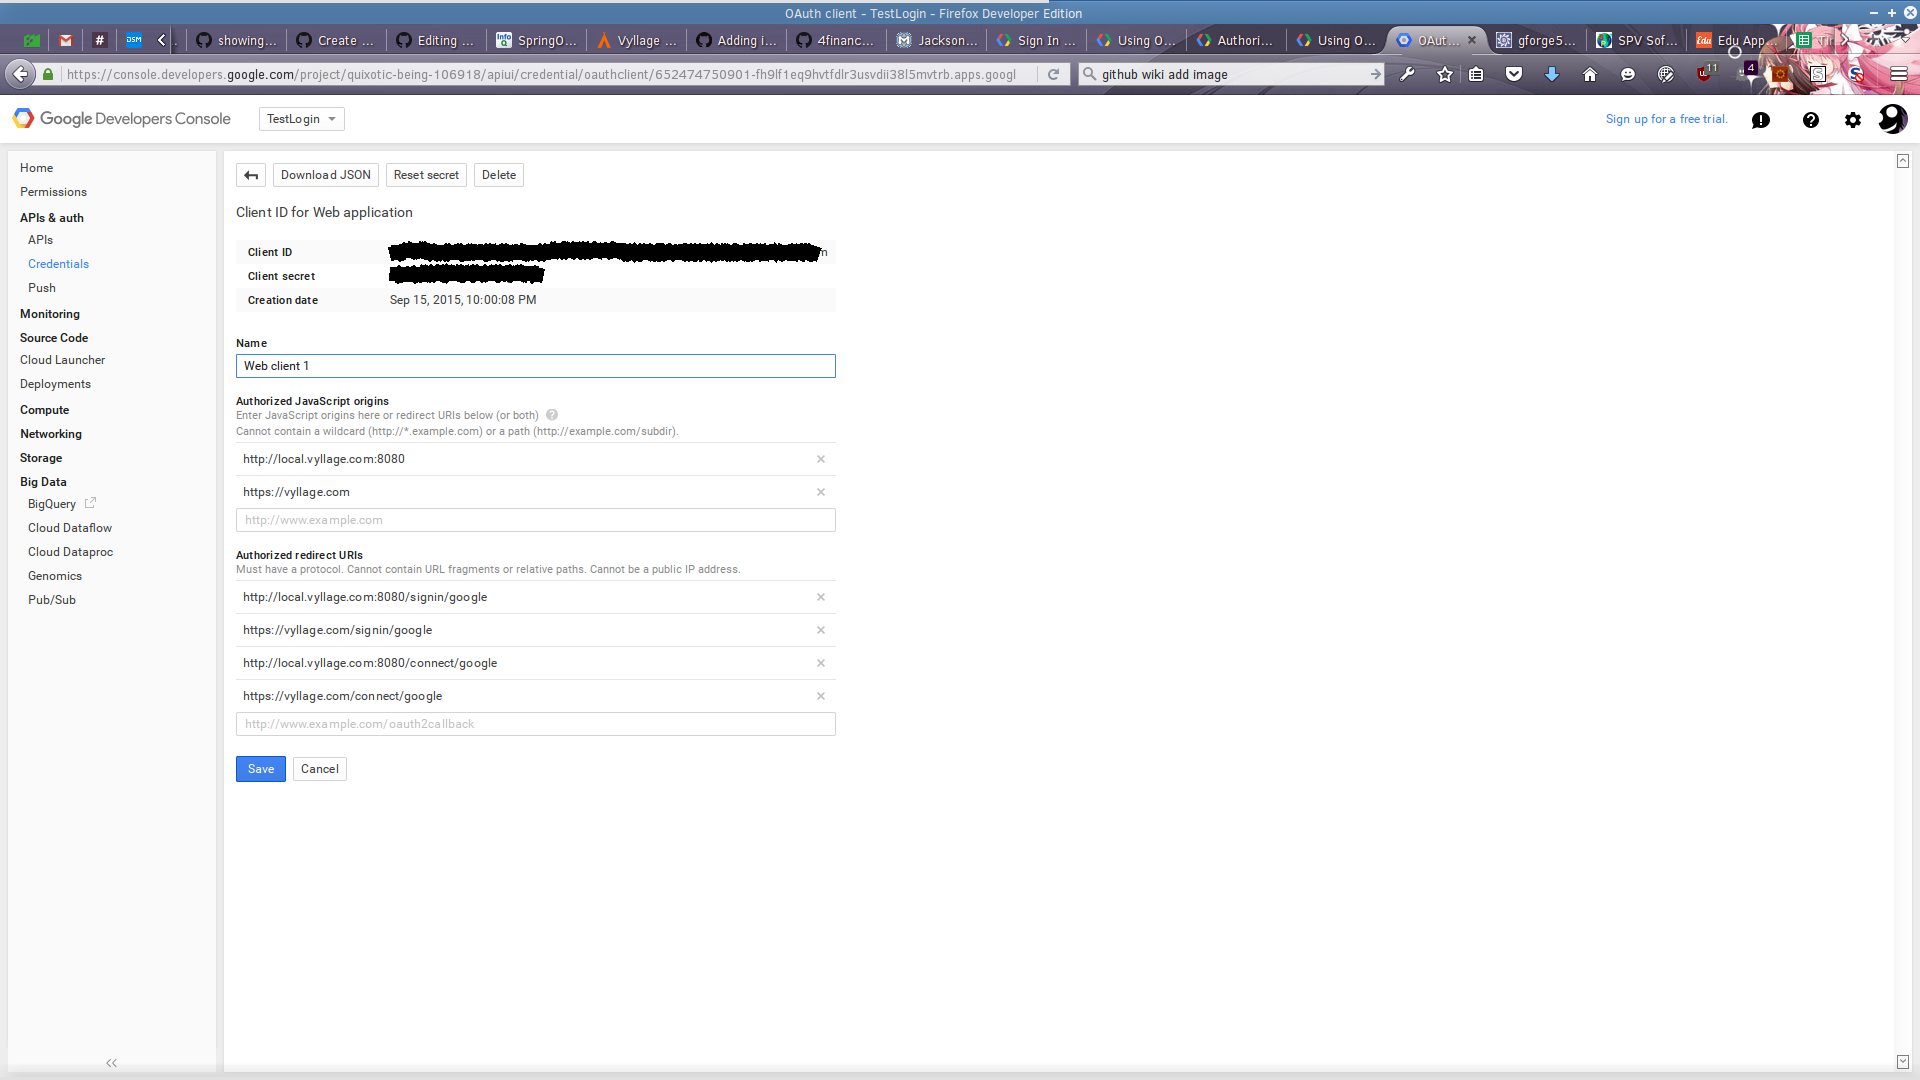 OAuth client - TestLogin - Firefox Developer Edition
showing... Create ... Editing ... SpringO... Vyllage ... Adding i... 4financ... Jackson... Sign In ... Using O... Authori... Using O... OAut... gforge5... SPV Sof... Edu App...
https://console.developers.google.com/project/quixotic-being-106918/apiui/credential/oauthclient/652474750901-fh9lf1eq9hvtfdlr3usvdii38l5mvtrb.apps.googl
github wiki add image
11
4
Google Developers Console
TestLogin
Sign up for a free trial.
Home
Permissions
APIs & auth
APIs
Credentials
Push
Monitoring
Source Code
Cloud Launcher
Deployments
Compute
Networking
Storage
Big Data
BigQuery
Cloud Dataflow
Cloud Dataproc
Genomics
Pub/Sub
Download JSON
Reset secret
Delete
Client ID for Web application
Client ID
Client secret
Creation date Sep 15, 2015, 10:00:08 PM
Name
Web client 1
Authorized JavaScript origins
Enter JavaScript origins here or redirect URIs below (or both)
Cannot contain a wildcard (http://*.example.com) or a path (http://example.com/subdir).
http://local.vyllage.com:8080
https://vyllage.com
http://www.example.com
Authorized redirect URIs
Must have a protocol. Cannot contain URL fragments or relative paths. Cannot be a public IP address.
http://local.vyllage.com:8080/signin/google
https://vyllage.com/signin/google
http://local.vyllage.com:8080/connect/google
https://vyllage.com/connect/google
http://www.example.com/oauth2callback
Save
Cancel